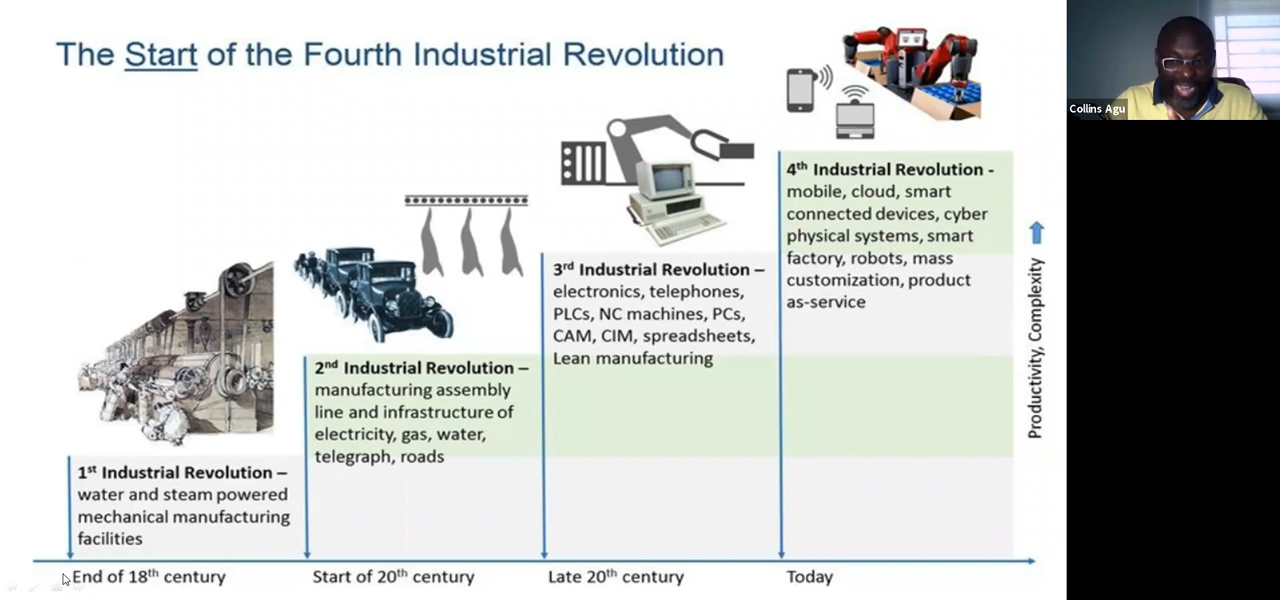 The Start of the Fourth Industrial Revolution
Collins Agu
4th Industrial Revolution -
mobile, cloud, smart
connected devices, cyber
physical systems, smart
factory, robots, mass
customization, product
as-service
3rd Industrial Revolution –
electronics, telephones,
PLCs, NC machines, PCs,
CAM, CIM, spreadsheets,
Lean manufacturing
2nd Industrial Revolution –
manufacturing assembly
line and infrastructure of
electricity, gas, water,
telegraph, roads
1st Industrial Revolution –
water and steam powered
mechanical manufacturing
facilities
Productivity, Complexity
End of 18th century
Start of 20th century
Late 20th century
Today